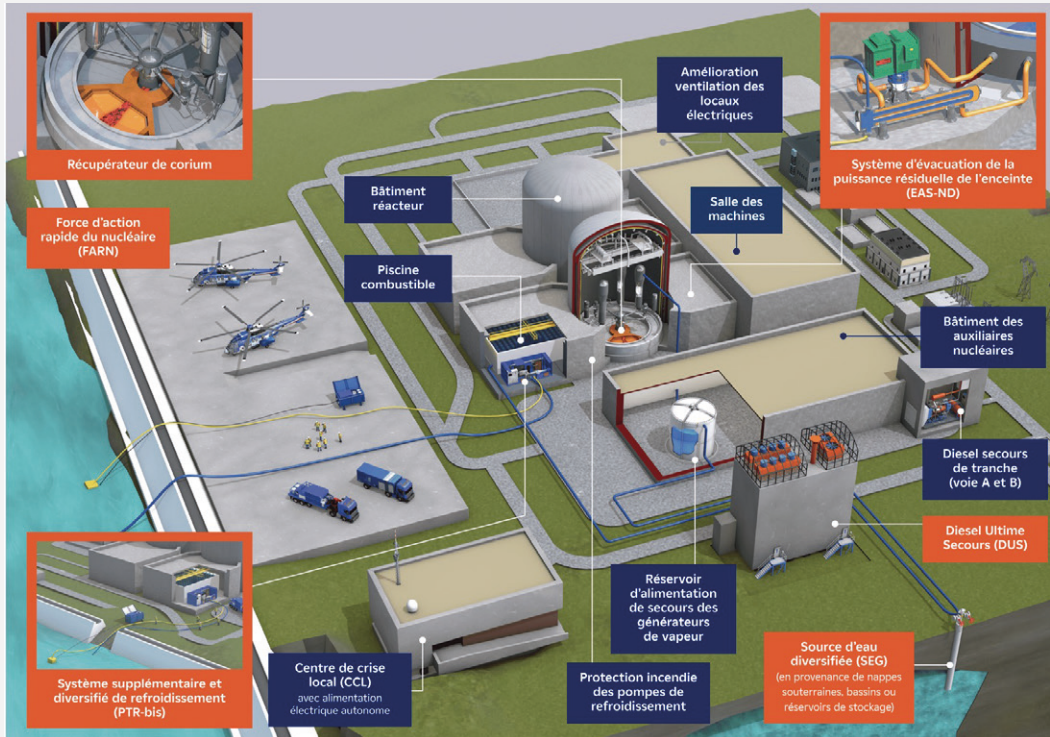 Récupérateur de corium
Force d'action
rapide du nucléaire
(FARN)
Bâtiment
réacteur
Piscine
combustible
Amélioration
ventilation des
locaux
électriques
Salle des
machines
Système d'évacuation de la
puissance résiduelle de l'enceinte
(EAS-ND)
Bâtiment des
auxiliaires
nucléaires
Diesel secours
de tranche
(voie A et B)
Diesel Ultime
Secours (DUS)
Système supplémentaire et
diversifié de refroidissement
(PTR-bis)
Centre de crise
local (CCL)
avec alimentation
électrique autonome
Réservoir
d'alimentation
de secours des
générateurs
de vapeur
Protection incendie
des pompes de
refroidissement
Source d'eau
diversifiée (SEG)
(en provenance de nappes
souterraines, bassins ou
réservoirs de stockage)